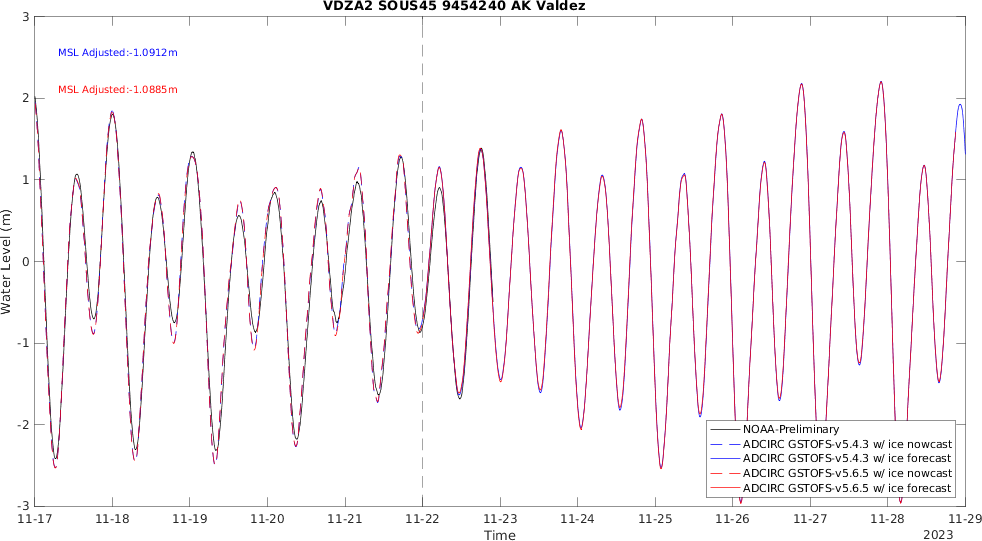 VDZA2 SOUS45 9454240 AK Valdez
MSL Adjusted:-1.0912m
MSL Adjusted:-1.0885m
3
2
1
0
-1
-2
-3
Water Level (m)
NOAA-Preliminary
ADCIRC GSTOFS-v5.4.3 w/ ice nowcast
ADCIRC GSTOFS-v5.4.3 w/ ice forecast
ADCIRC GSTOFS-v5.6.5 w/ ice nowcast
ADCIRC GSTOFS-v5.6.5 w/ ice forecast
11-17 11-18 11-19 11-20 11-21 11-22 11-23 11-24 11-25 11-26 11-27 11-28 11-29
Time
2023